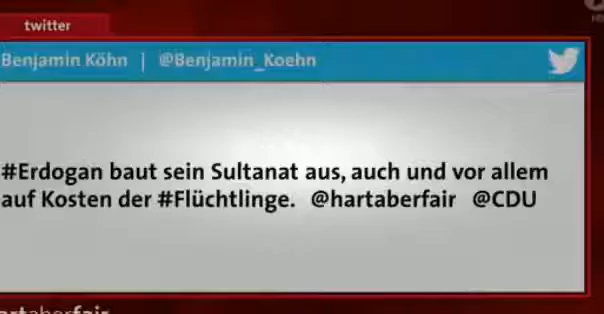 twitter
Benjamin Köhn | @Benjamin_Koehn
#Erdogan baut sein Sultanat aus, auch und vor allem
auf Kosten der #Flüchtlinge. @hartaberfair @CDU
hartaberfair